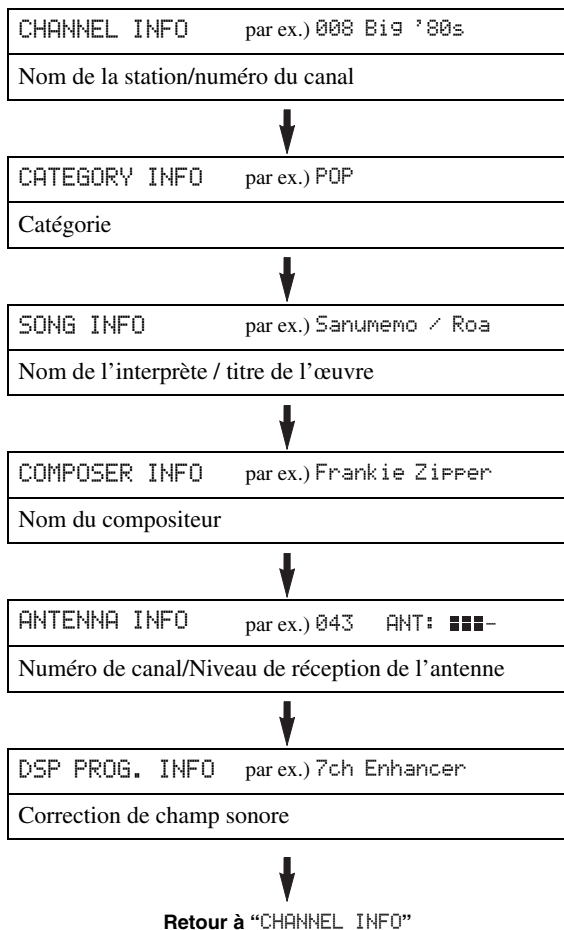 CHANNEL INFO par ex.) 008 Big ’80s
Nom de la station/numéro du canal
CATEGORY INFO par ex.) POP
Catégorie
SONG INFO par ex.) Sanumemo / Roa
Nom de l’interprète / titre de l’œuvre
COMPOSER INFO par ex.) Frankie Zipper
Nom du compositeur
ANTENNA INFO par ex.) 043 ANT: ■■■-
Numéro de canal/Niveau de réception de l’antenne
DSP PROG. INFO par ex.) 7ch Enhancer
Correction de champ sonore
Retour à “CHANNEL INFO”